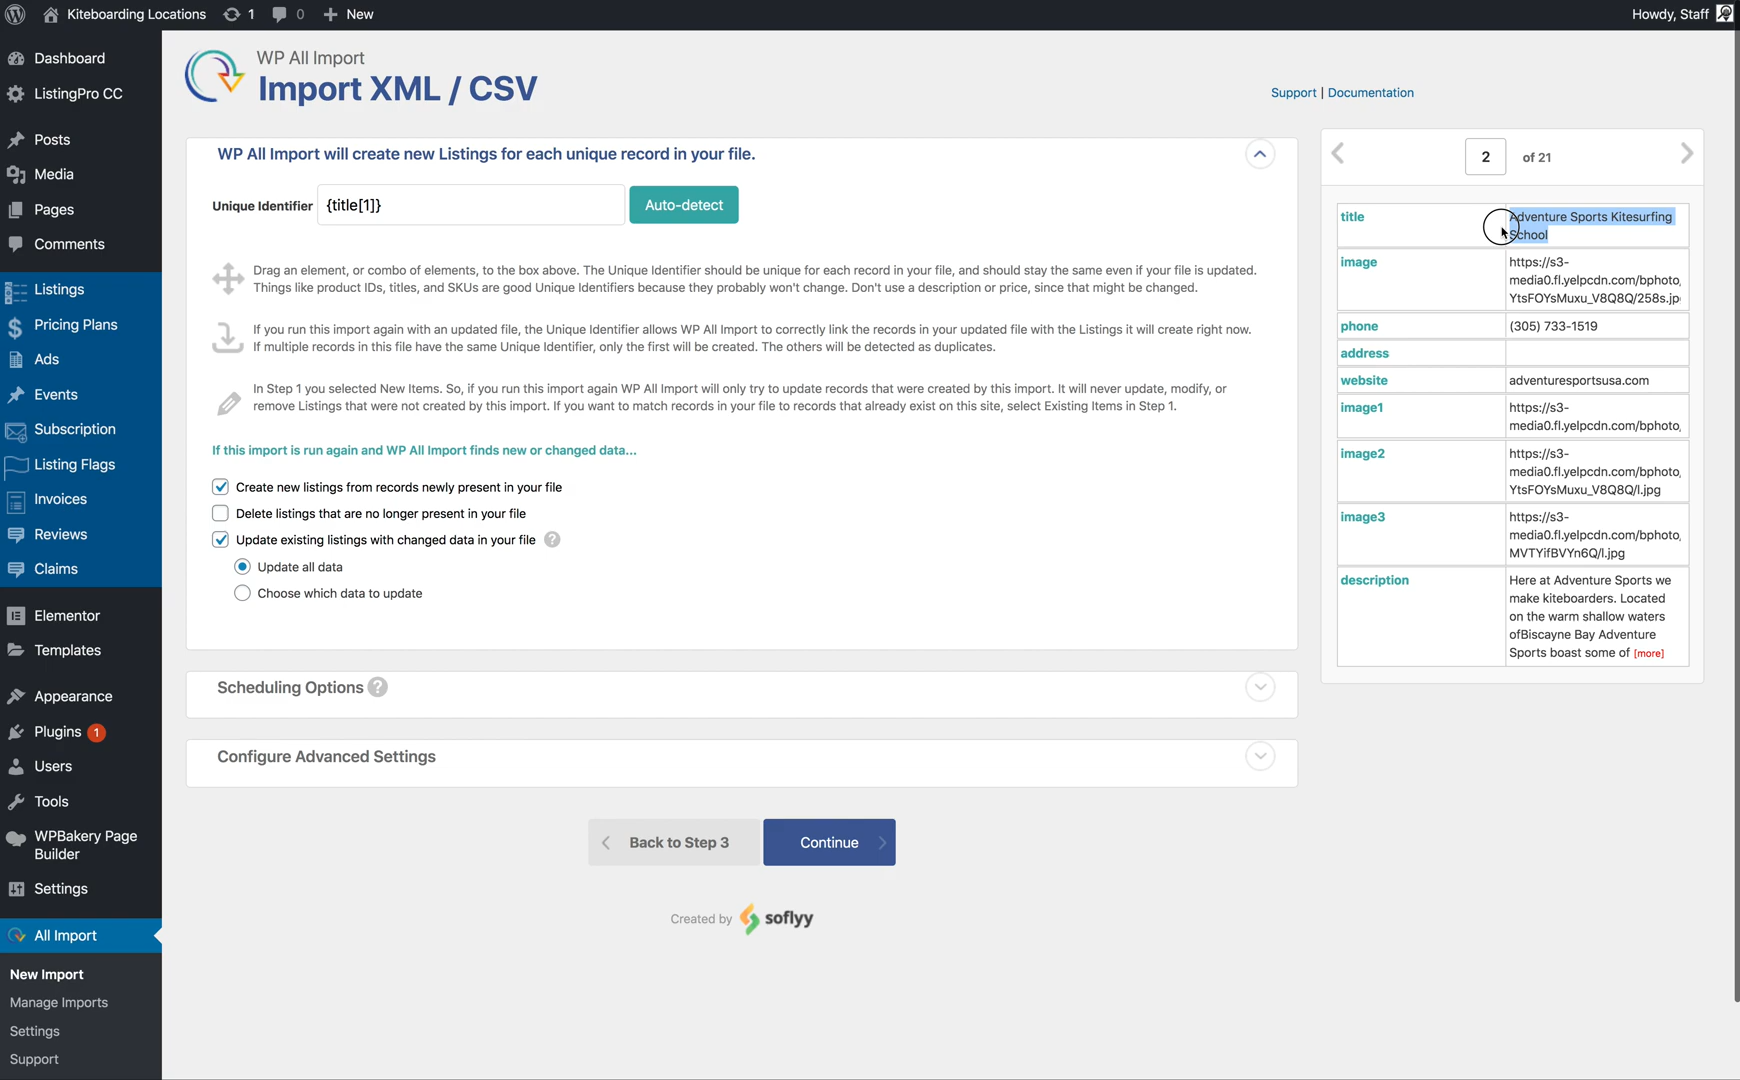 Kiteboarding Locations 1 0 New
Howdy, Staff
Dashboard
ListingPro CC
Posts
Media
Pages
Comments
Listings
Pricing Plans
Ads
Events
Subscription
Listing Flags
Invoices
Reviews
Claims
Elementor
Templates
Appearance
Plugins 1
Users
Tools
WPBakery Page
Builder
Settings
All Import
New Import
Manage Imports
Settings
Support
WP All Import
Import XML / CSV
Support | Documentation
WP All Import will create new Listings for each unique record in your file.
Unique Identifier {title[1]} Auto-detect
Drag an element, or combo of elements, to the box above. The Unique Identifier should be unique for each record in your file, and should stay the same even if your file is updated.
Things like product IDs, titles, and SKUs are good Unique Identifiers because they probably won't change. Don't use a description or price, since that might be changed.
If you run this import again with an updated file, the Unique Identifier allows WP All Import to correctly link the records in your updated file with the Listings it will create right now.
If multiple records in this file have the same Unique Identifier, only the first will be created. The others will be detected as duplicates.
In Step 1 you selected New Items. So, if you run this import again WP All Import will only try to update records that were created by this import. It will never update, modify, or
remove Listings that were not created by this import. If you want to match records in your file to records that already exist on this site, select Existing Items in Step 1.
If this import is run again and WP All Import finds new or changed data...
Create new listings from records newly present in your file
Delete listings that are no longer present in your file
Update existing listings with changed data in your file ?
Update all data
Choose which data to update
Scheduling Options ?
Configure Advanced Settings
Back to Step 3 Continue
Created by soflyy
2 of 21
title Adventure Sports Kitesurfing
School
image https://s3-
media0.fl.yelpcdn.com/bphoto,
YtsFOYsMuxu_V8Q8Q/258s.jp
phone (305) 733-1519
address
website adventuresportsusa.com
image1 https://s3-
media0.fl.yelpcdn.com/bphoto,
image2 https://s3-
media0.fl.yelpcdn.com/bphoto,
YtsFOYsMuxu_V8Q8Q/l.jpg
image3 https://s3-
media0.fl.yelpcdn.com/bphoto,
MVTYifBVYn6Q/l.jpg
description Here at Adventure Sports we
make kiteboarders. Located
on the warm shallow waters
ofBiscayne Bay Adventure
Sports boast some of [more]